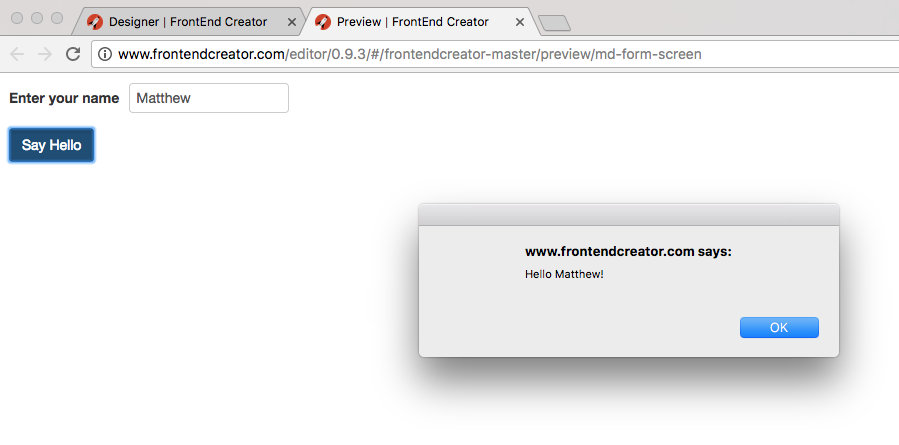 Designer | FrontEnd Creator
Preview | FrontEnd Creator
www.frontendcreator.com/editor/0.9.3/#/frontendcreator-master/preview/md-form-screen
Enter your name Matthew
Say Hello
www.frontendcreator.com says:
Hello Matthew!
OK